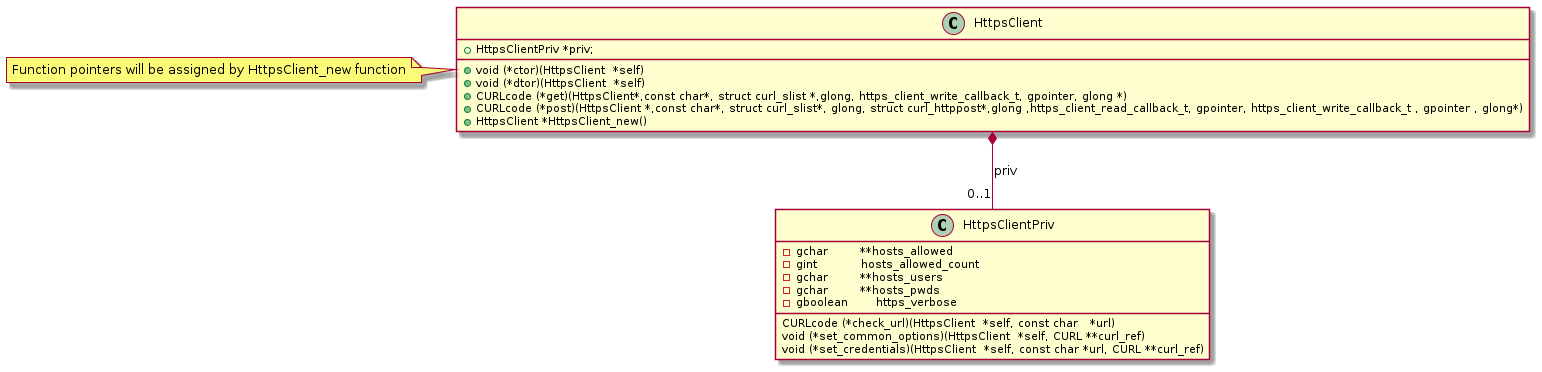 C HttpsClient
HttpsClientPriv *priv;
Function pointers will be assigned by HttpsClient_new function
void (*ctor)(HttpsClient *self)
void (*dtor)(HttpsClient *self)
CURLcode (*get)(HttpsClient*,const char*, struct curl_slist *,glong, https_client_write_callback_t, gpointer, glong *)
CURLcode (*post)(HttpsClient *,const char*, struct curl_slist*, glong, struct curl_httppost*,glong ,https_client_read_callback_t, gpointer, https_client_write_callback_t , gpointer , glong*)
HttpsClient *HttpsClient_new()
priv
0..1
C HttpsClientPriv
gchar **hosts_allowed
gint hosts_allowed_count
gchar **hosts_users
gchar **hosts_pwds
gboolean https_verbose
CURLcode (*check_url)(HttpsClient *self, const char *url)
void (*set_common_options)(HttpsClient *self, CURL **curl_ref)
void (*set_credentials)(HttpsClient *self, const char *url, CURL **curl_ref)